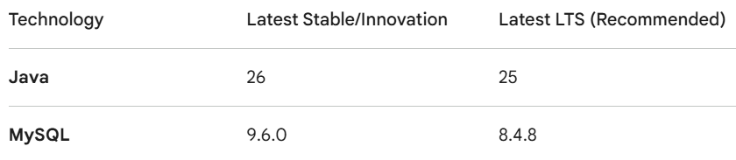 Technology Latest Stable/Innovation Latest LTS (Recommended)
Java 26 25
MySQL 9.6.0 8.4.8